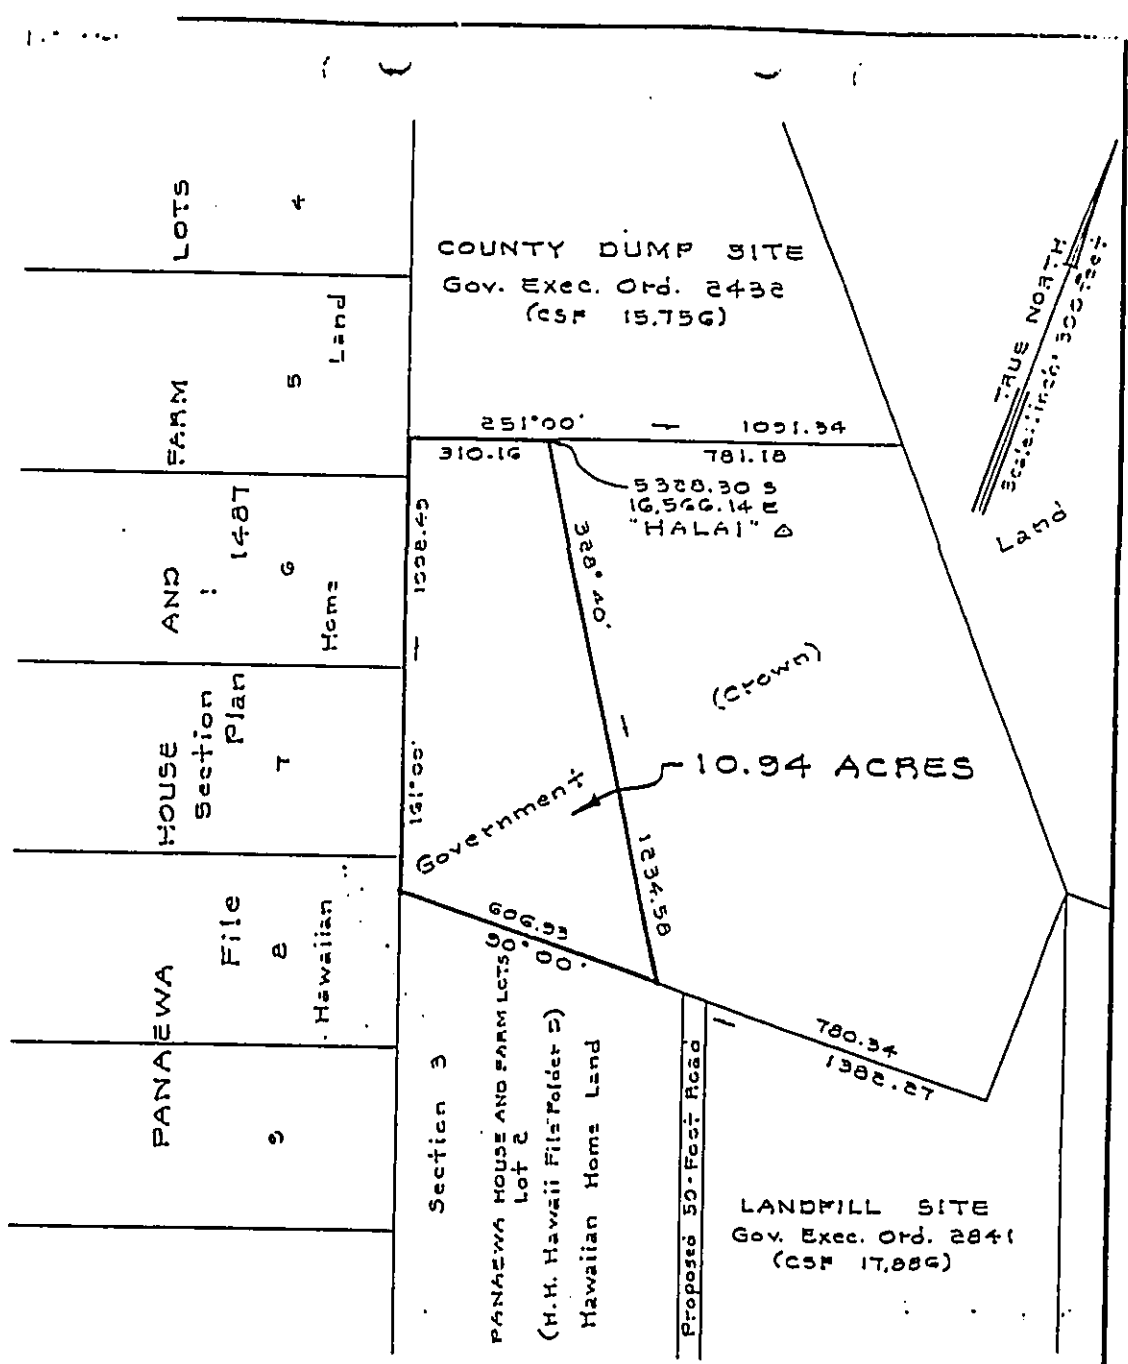 LOTS
4
FARM
5
Land
AND
1487
6
Home
HOUSE
Section
Plan
7
File
8
Hawaiian
PANAEWA
9
COUNTY DUMP SITE
Gov. Exec. Ord. 2432
(CSF 15,756)
TRUE NORTH
Scale: 1 inch = 300 feet
Land
251°00' 1091.34
310.16 781.18
5328.30 S
16,566.14 E
"HALAI" △
328° 40'
1234.58
161°00'
(Crown)
Government
10.94 ACRES
606.93
90° 00'
780.34
1382.27
Section 3
PANAEWA HOUSE AND FARM LOTS
Lot 2
(H.H. Hawaii File Folder 5)
Hawaiian Home Land
Proposed 50-Foot Road
LANDFILL SITE
Gov. Exec. Ord. 2841
(CSF 17,886)